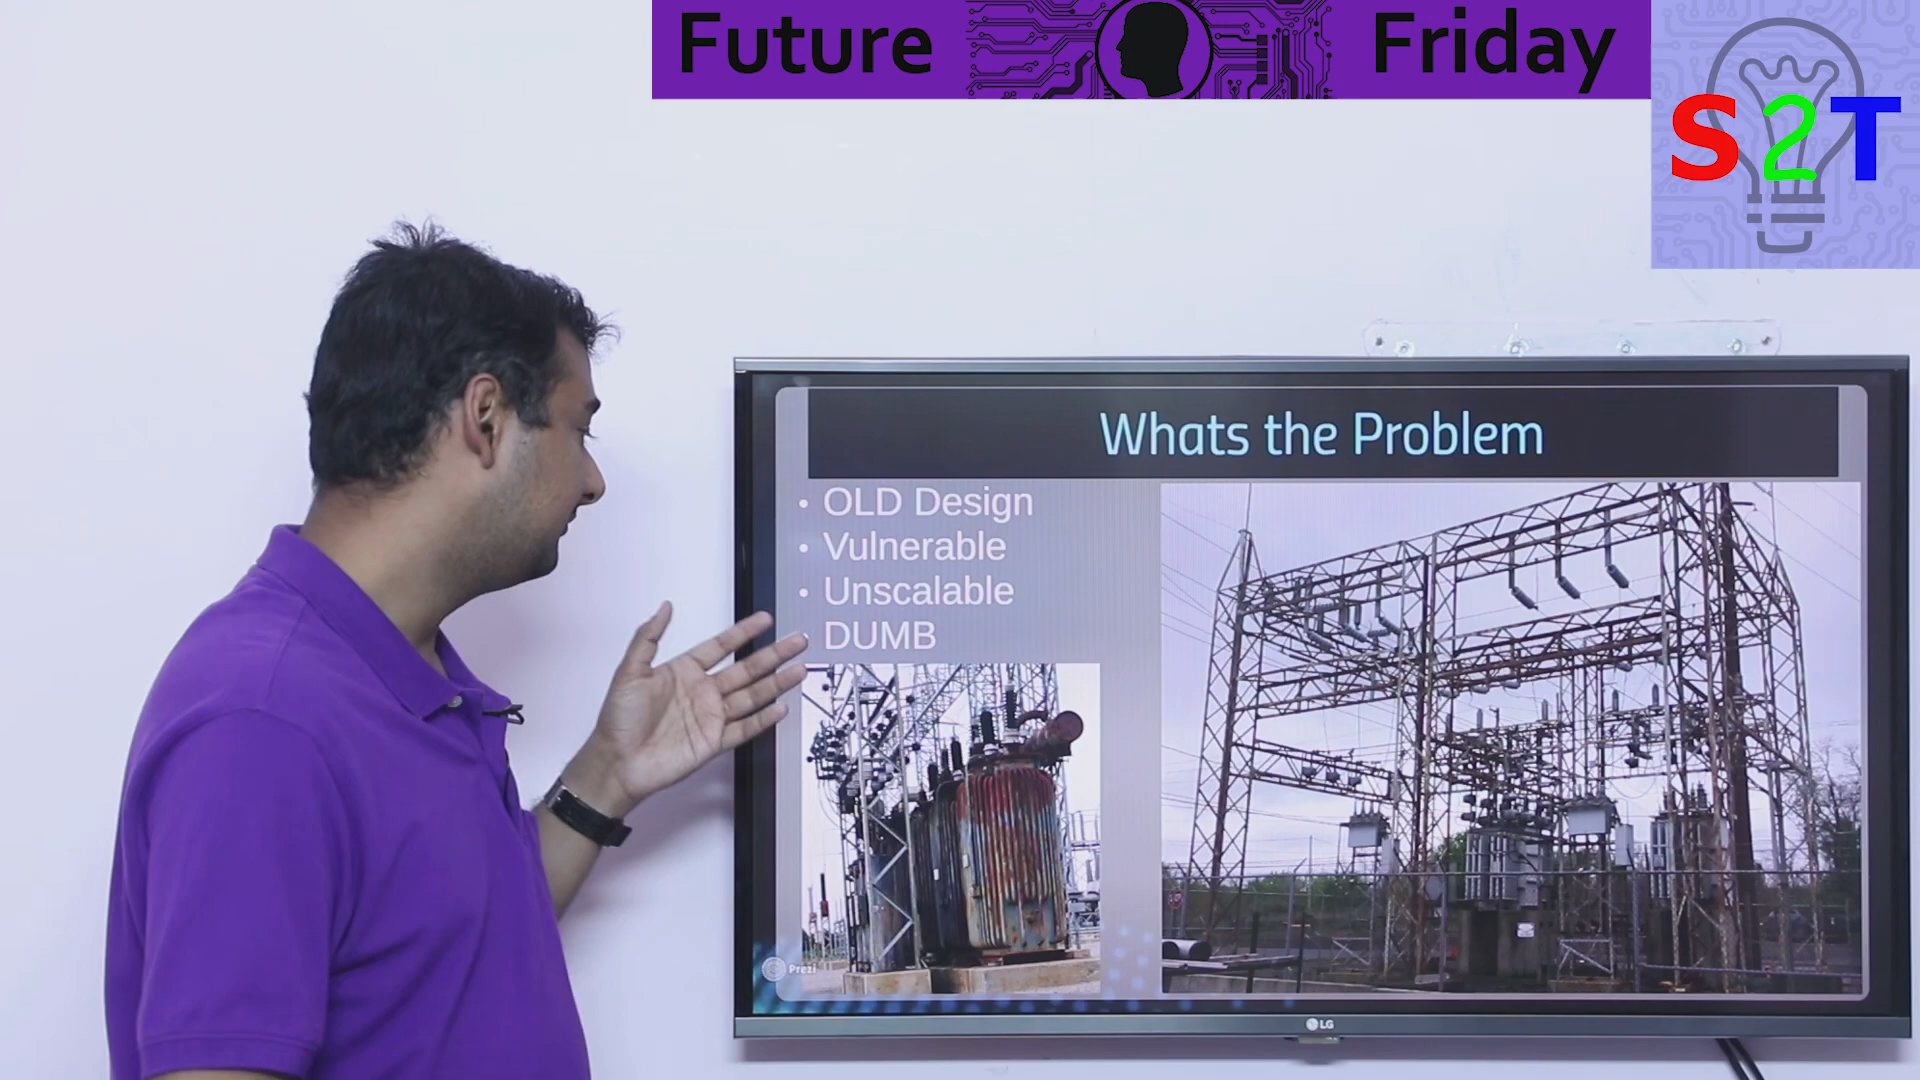 Future Friday
S2T
Whats the Problem
• OLD Design
• Vulnerable
• Unscalable
• DUMB
Prezi
LG